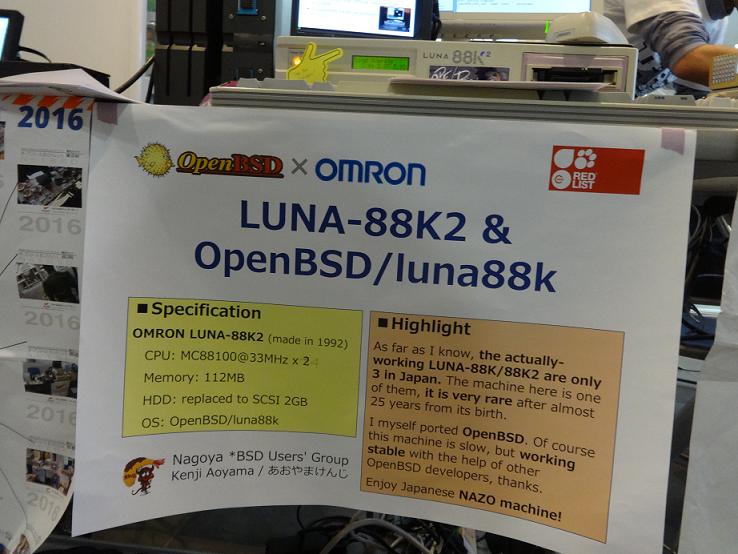 LUNA 88K²
2016
2016
2016
2016
OpenBSD × OMRON
RED LIST
LUNA-88K2 &
OpenBSD/luna88k
■ Specification
OMRON LUNA-88K2 (made in 1992)
CPU: MC88100@33MHz x 2
Memory: 112MB
HDD: replaced to SCSI 2GB
OS: OpenBSD/luna88k
Nagoya *BSD Users' Group
Kenji Aoyama / あおやまけんじ
■ Highlight
As far as I know, the actually-
working LUNA-88K/88K2 are only
3 in Japan. The machine here is one
of them, it is very rare after almost
25 years from its birth.
I myself ported OpenBSD. Of course
this machine is slow, but working
stable with the help of other
OpenBSD developers, thanks.
Enjoy Japanese NAZO machine!